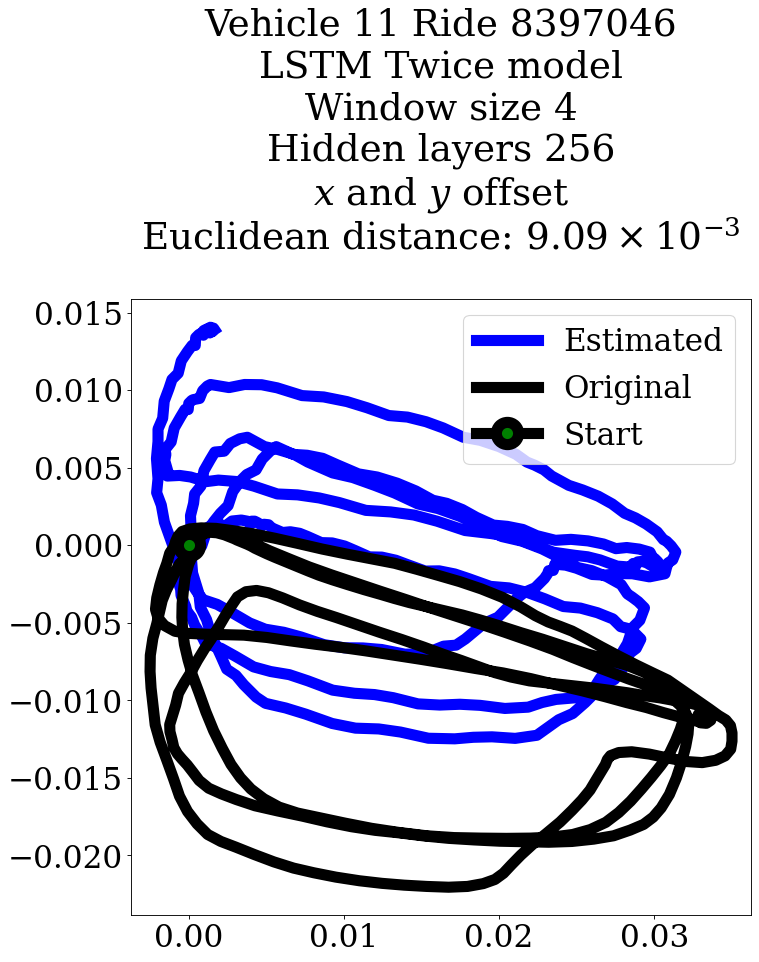 Vehicle 11 Ride 8397046
LSTM Twice model
Window size 4
Hidden layers 256
x and y offset
Euclidean distance: 9.09 × 10⁻³
Estimated
Original
Start
0.015
0.010
0.005
0.000
−0.005
−0.010
−0.015
−0.020
0.00 0.01 0.02 0.03